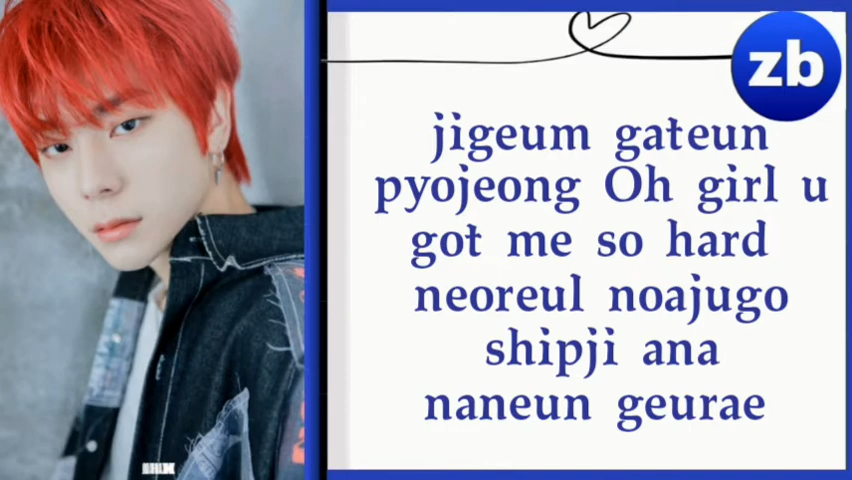 zb
jigeum gateun
pyojeong Oh girl u
got me so hard
neoreul noajugo
shipji ana
naneun geurae